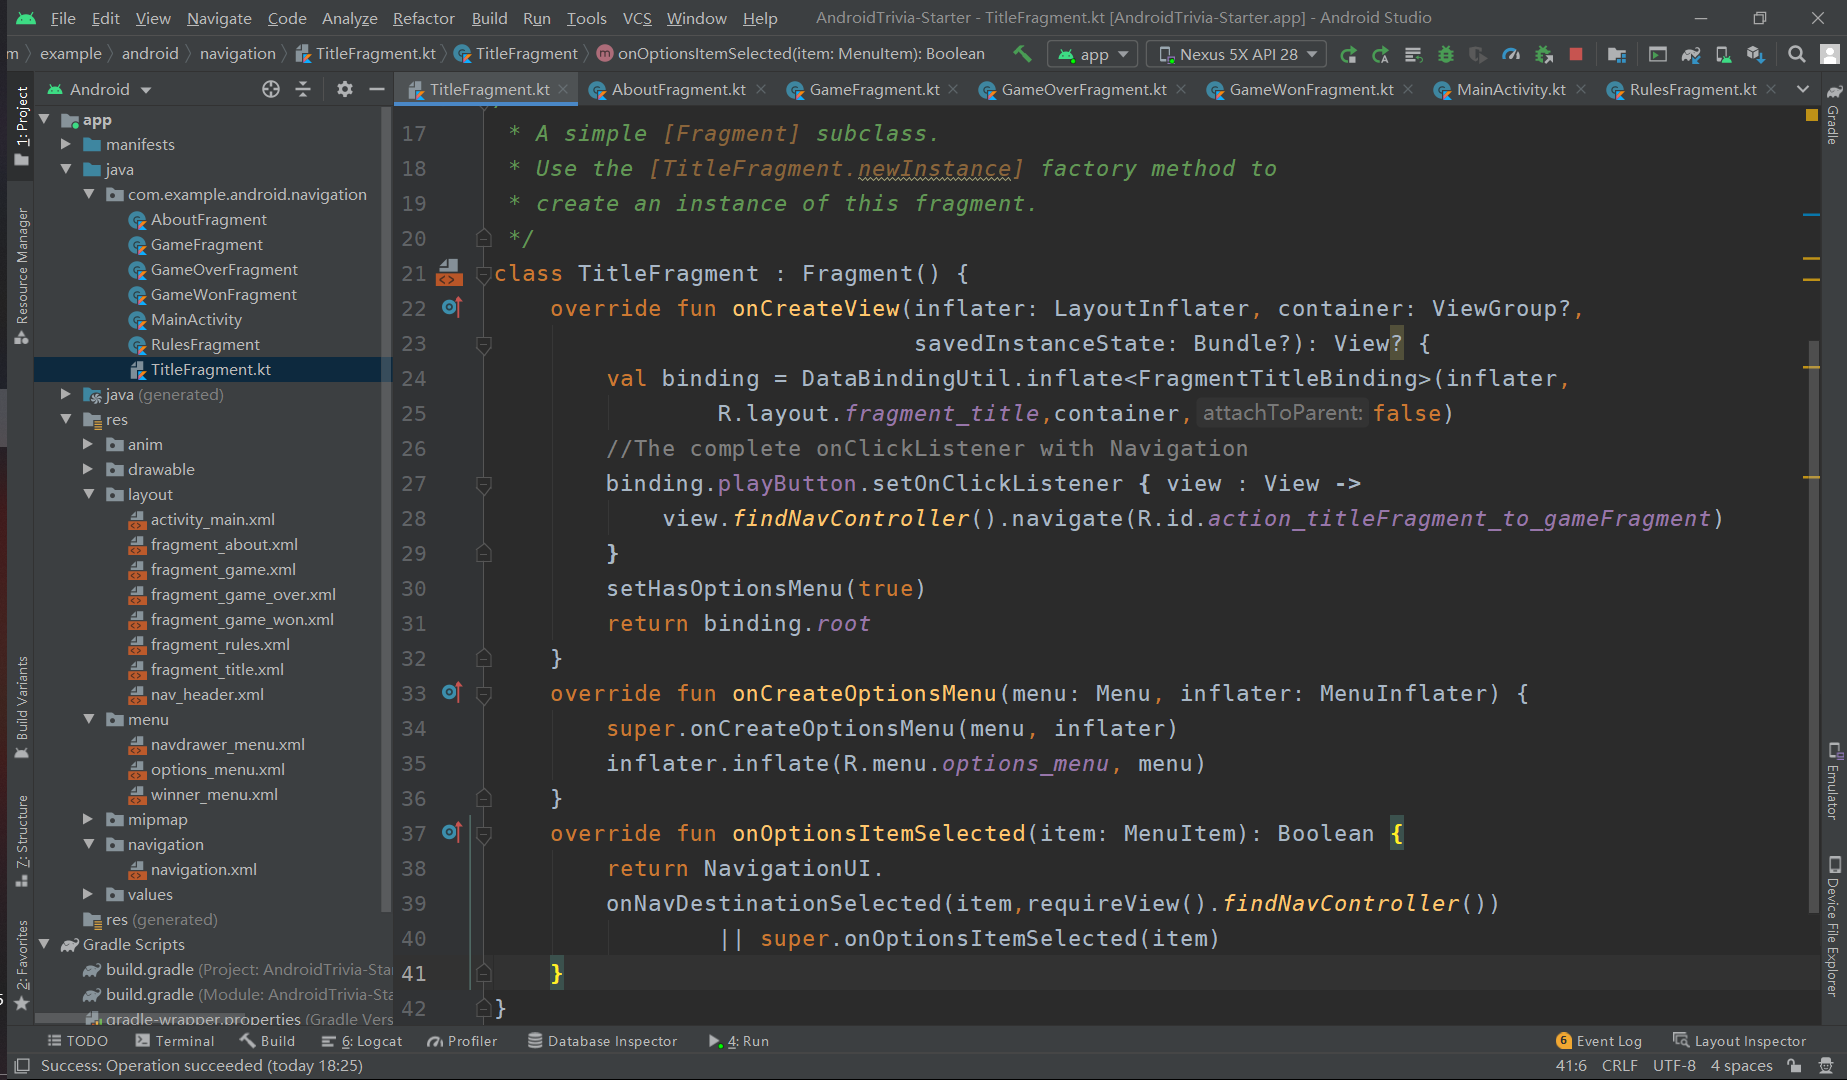 File Edit View Navigate Code Analyze Refactor Build Run Tools VCS Window Help AndroidTrivia-Starter - TitleFragment.kt [AndroidTrivia-Starter.app] - Android Studio
m example android navigation TitleFragment.kt TitleFragment m onOptionsItemSelected(item: MenuItem): Boolean app Nexus 5X API 28
Android TitleFragment.kt AboutFragment.kt GameFragment.kt GameOverFragment.kt GameWonFragment.kt MainActivity.kt RulesFragment.kt
1: Project
Resource Manager
Build Variants
7: Structure
2: Favorites
app
manifests
java
com.example.android.navigation
AboutFragment
GameFragment
GameOverFragment
GameWonFragment
MainActivity
RulesFragment
TitleFragment.kt
java (generated)
res
anim
drawable
layout
activity_main.xml
fragment_about.xml
fragment_game.xml
fragment_game_over.xml
fragment_game_won.xml
fragment_rules.xml
fragment_title.xml
nav_header.xml
menu
navdrawer_menu.xml
options_menu.xml
winner_menu.xml
mipmap
navigation
navigation.xml
values
res (generated)
Gradle Scripts
build.gradle (Project: AndroidTrivia-Sta
build.gradle (Module: AndroidTrivia-Sta
gradle-wrapper.properties (Gradle Vers
17 * A simple [Fragment] subclass.
18 * Use the [TitleFragment.newInstance] factory method to
19 * create an instance of this fragment.
20 */
21 class TitleFragment : Fragment() {
22 override fun onCreateView(inflater: LayoutInflater, container: ViewGroup?,
23 savedInstanceState: Bundle?): View? {
24 val binding = DataBindingUtil.inflate<FragmentTitleBinding>(inflater,
25 R.layout.fragment_title,container, attachToParent: false)
26 //The complete onClickListener with Navigation
27 binding.playButton.setOnClickListener { view : View ->
28 view.findNavController().navigate(R.id.action_titleFragment_to_gameFragment)
29 }
30 setHasOptionsMenu(true)
31 return binding.root
32 }
33 override fun onCreateOptionsMenu(menu: Menu, inflater: MenuInflater) {
34 super.onCreateOptionsMenu(menu, inflater)
35 inflater.inflate(R.menu.options_menu, menu)
36 }
37 override fun onOptionsItemSelected(item: MenuItem): Boolean {
38 return NavigationUI.
39 onNavDestinationSelected(item,requireView().findNavController())
40 || super.onOptionsItemSelected(item)
41 }
42 }
Gradle
Emulator
Device File Explorer
TODO Terminal Build 6: Logcat Profiler Database Inspector 4: Run 6 Event Log Layout Inspector
Success: Operation succeeded (today 18:25) 41:6 CRLF UTF-8 4 spaces